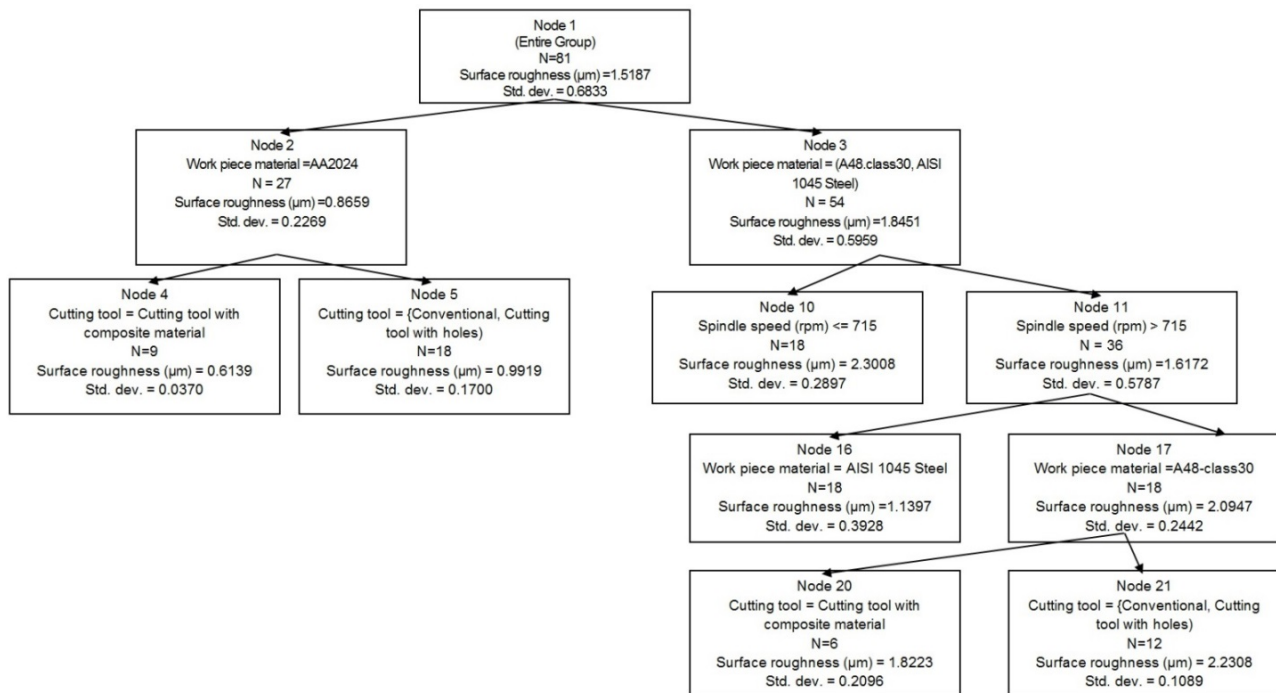 Node 1
(Entire Group)
N=81
Surface roughness (µm) =1.5187
Std. dev. = 0.6833
Node 2
Work piece material =AA2024
N = 27
Surface roughness (µm) =0.8659
Std. dev. = 0.2269
Node 3
Work piece material = (A48.class30, AISI
1045 Steel)
N = 54
Surface roughness (µm) =1.8451
Std. dev. = 0.5959
Node 4
Cutting tool = Cutting tool with
composite material
N=9
Surface roughness (µm) = 0.6139
Std. dev. = 0.0370
Node 5
Cutting tool = {Conventional, Cutting
tool with holes)
N=18
Surface roughness (µm) = 0.9919
Std. dev. = 0.1700
Node 10
Spindle speed (rpm) <= 715
N=18
Surface roughness (µm) = 2.3008
Std. dev. = 0.2897
Node 11
Spindle speed (rpm) > 715
N = 36
Surface roughness (µm) =1.6172
Std. dev. = 0.5787
Node 16
Work piece material = AISI 1045 Steel
N=18
Surface roughness (µm) =1.1397
Std. dev. = 0.3928
Node 17
Work piece material =A48-class30
N=18
Surface roughness (µm) = 2.0947
Std. dev. = 0.2442
Node 20
Cutting tool = Cutting tool with
composite material
N=6
Surface roughness (µm) = 1.8223
Std. dev. = 0.2096
Node 21
Cutting tool = {Conventional, Cutting
tool with holes)
N=12
Surface roughness (µm) = 2.2308
Std. dev. = 0.1089